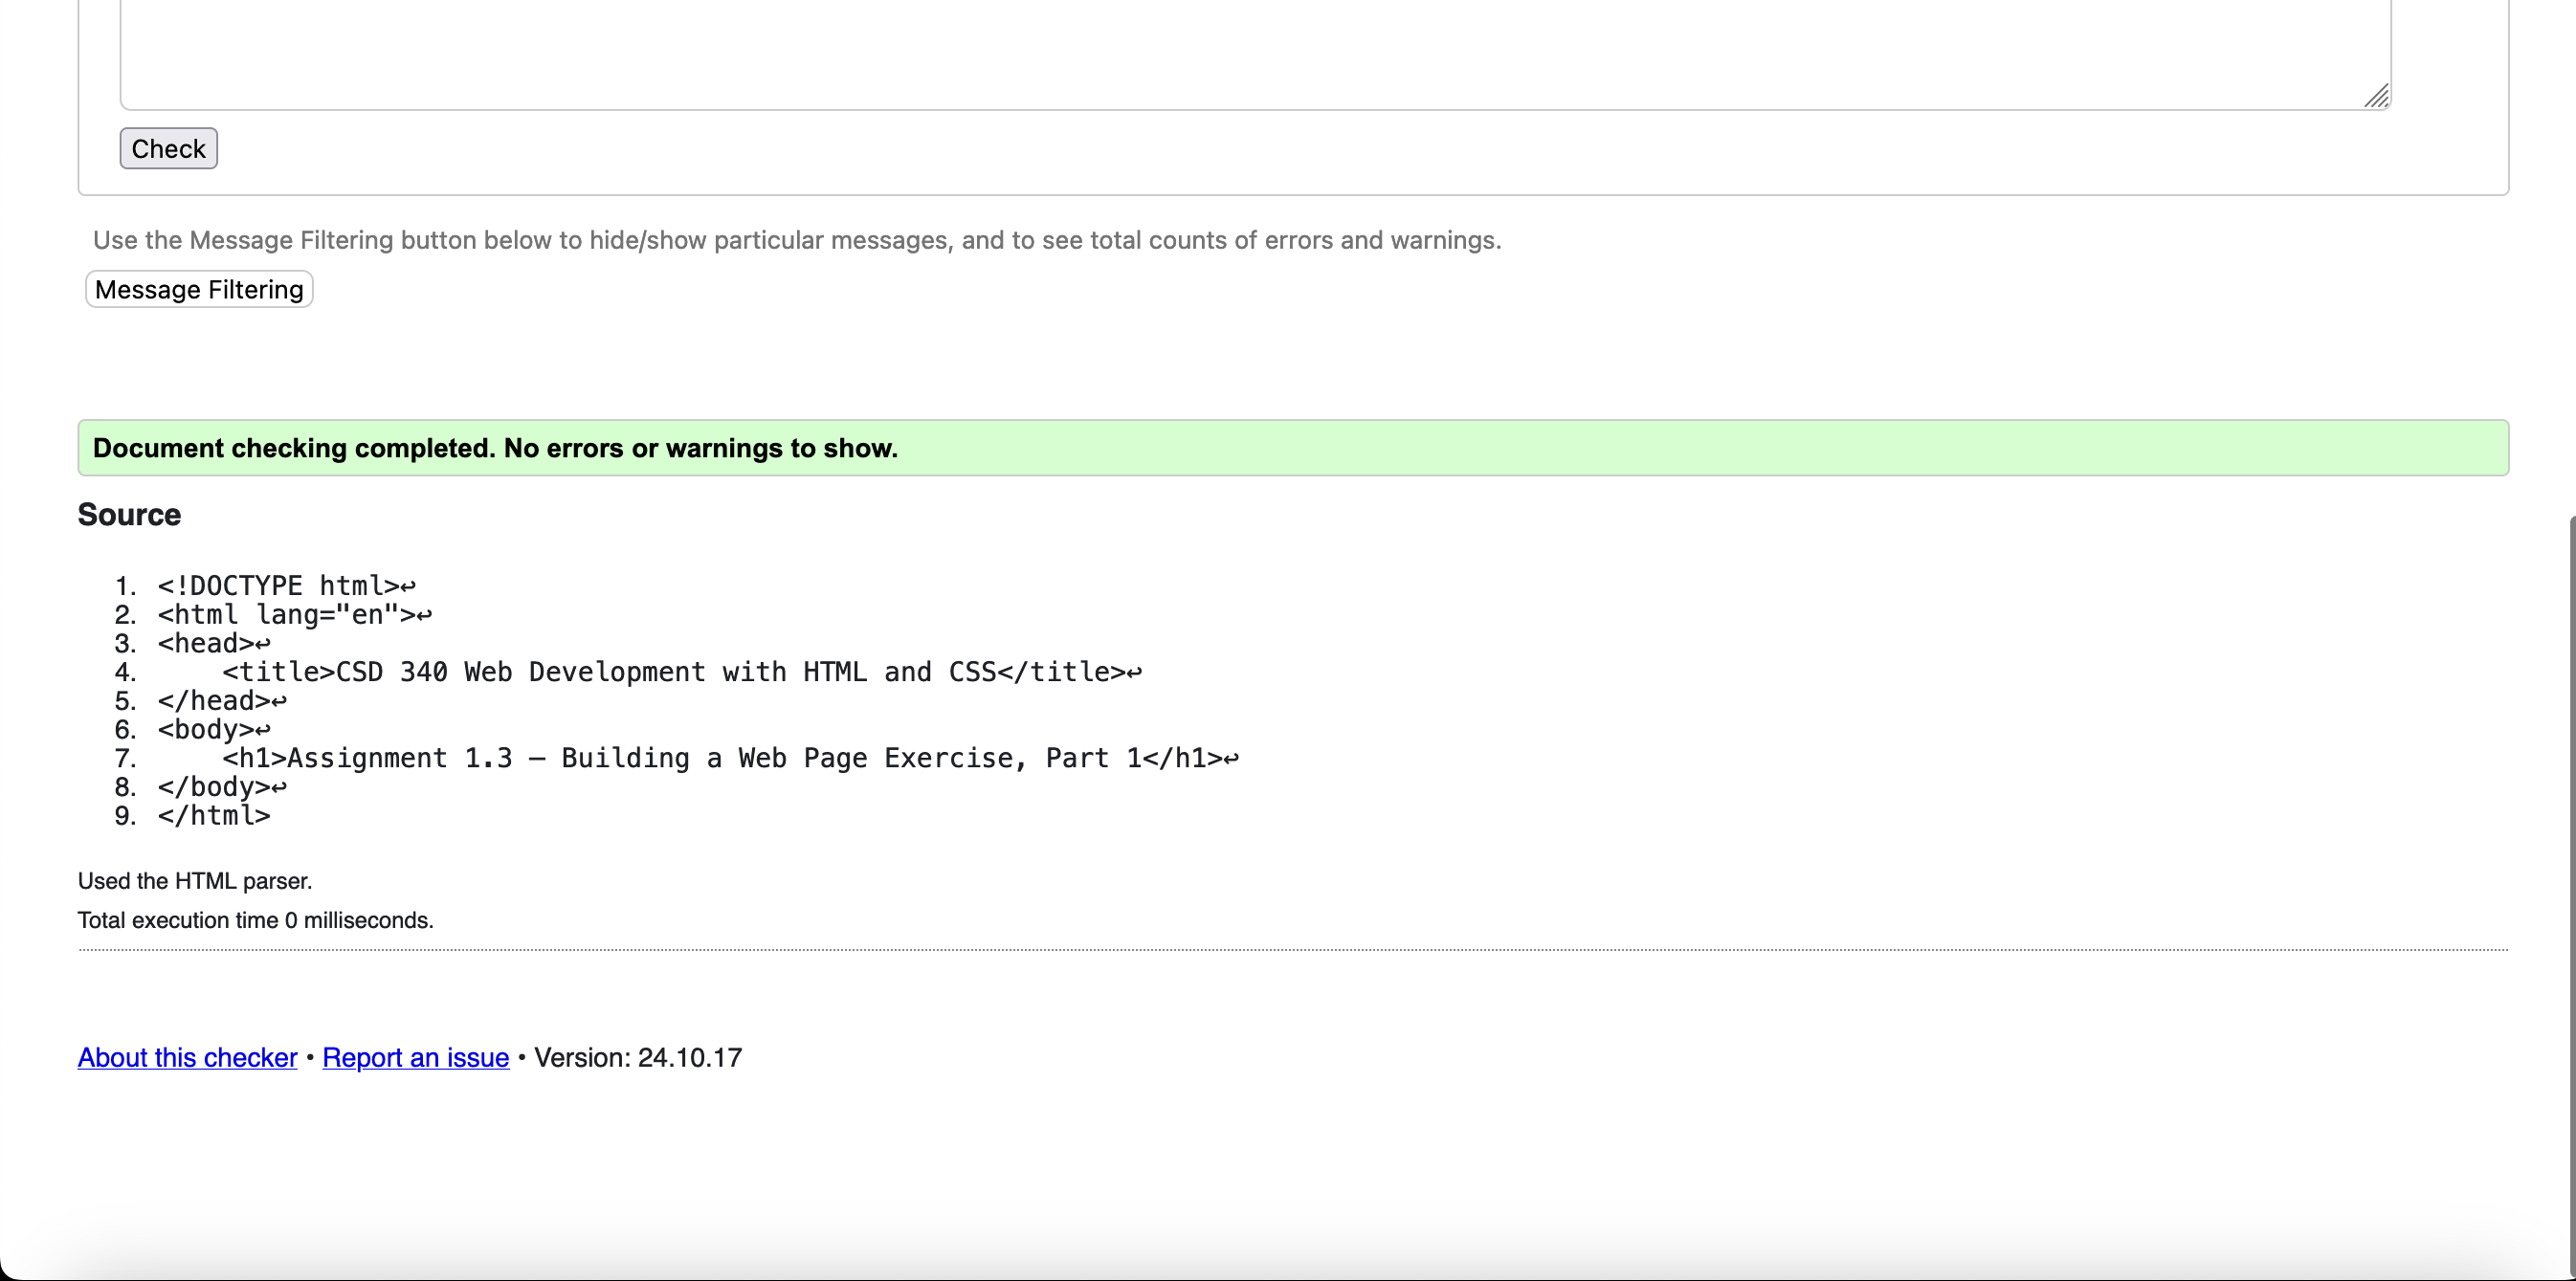 Check
Use the Message Filtering button below to hide/show particular messages, and to see total counts of errors and warnings.
Message Filtering
Document checking completed. No errors or warnings to show.
Source
1. <!DOCTYPE html>↩
2. <html lang="en">↩
3. <head>↩
4.     <title>CSD 340 Web Development with HTML and CSS</title>↩
5. </head>↩
6. <body>↩
7.     <h1>Assignment 1.3 – Building a Web Page Exercise, Part 1</h1>↩
8. </body>↩
9. </html>
Used the HTML parser.
Total execution time 0 milliseconds.
About this checker • Report an issue • Version: 24.10.17